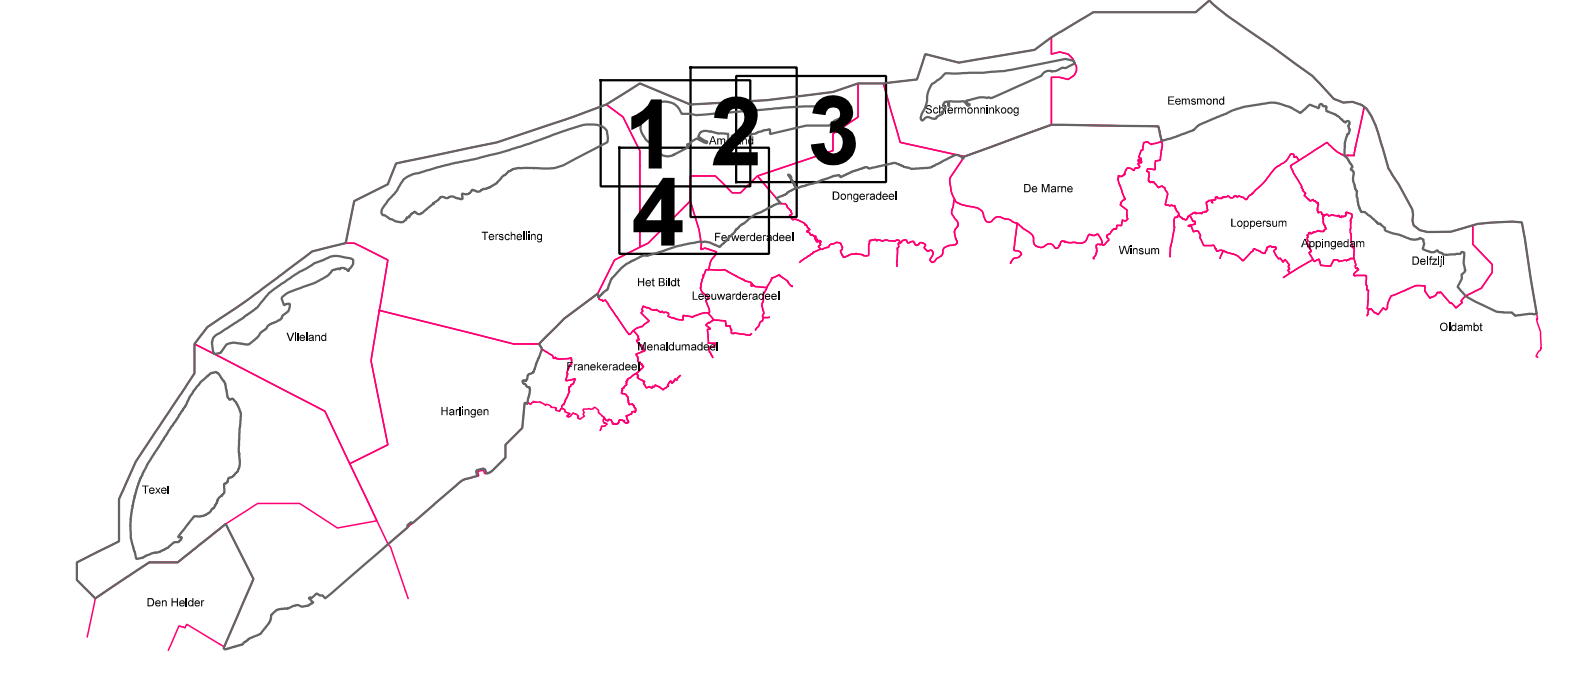 Eemsmond
Schiermonninkoog
1
2
3
Ameland
De Marne
Dongeradeel
4
Loppersum
Terschelling
Ferwerderadeel
Appingedam
Winsum
Delfzijl
Het Bildt
Leeuwarderadeel
Oldambt
Vlieland
Menaldumadeel
Franekeradeel
Harlingen
Texel
Den Helder